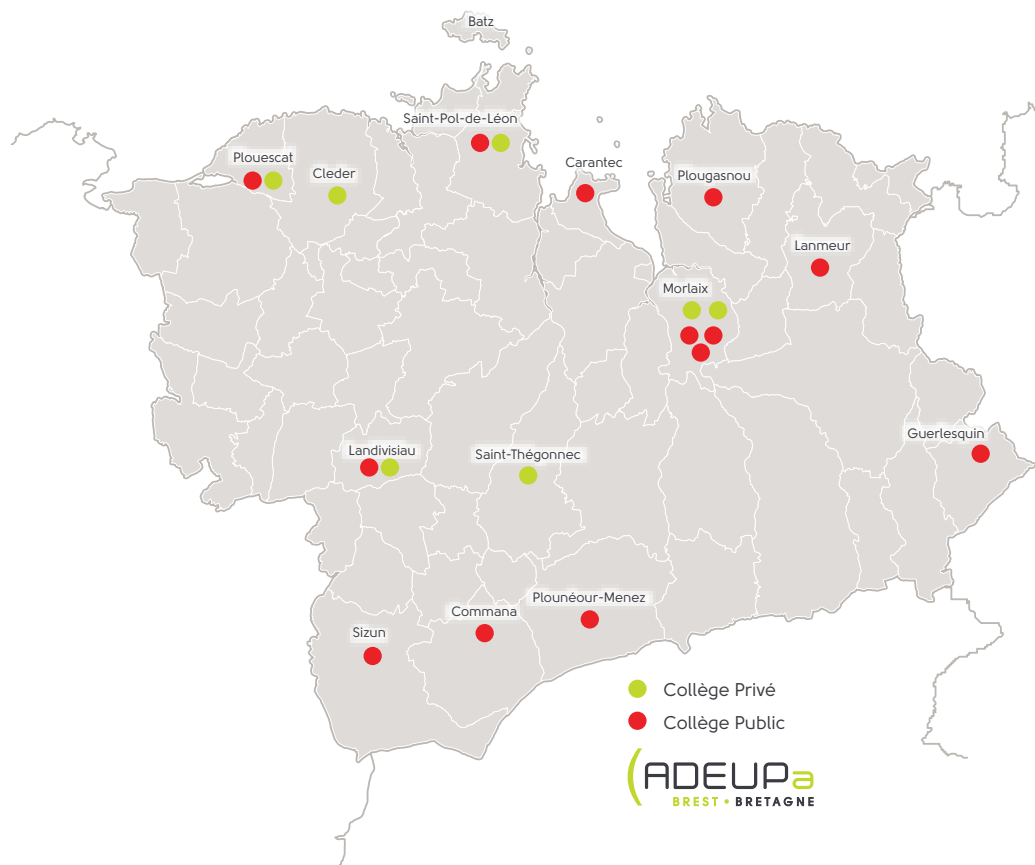 Batz
Saint-Pol-de-Léon
Plouescat
Cleder
Carantec
Plougasnou
Lanmeur
Morlaix
Guerlesquin
Landivisiau
Saint-Thégonnec
Plounéour-Menez
Commana
Sizun
Collège Privé
Collège Public
ADEUPa
BREST • BRETAGNE